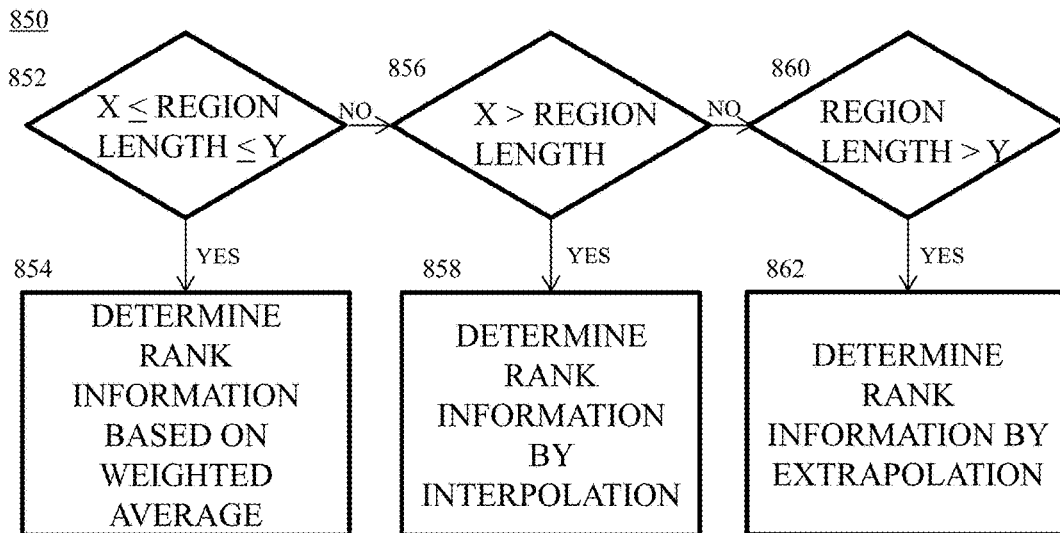 850
852
X ≤ REGION
LENGTH ≤ Y
NO
856
X > REGION
LENGTH
NO
860
REGION
LENGTH > Y
YES
YES
YES
854
DETERMINE
RANK
INFORMATION
BASED ON
WEIGHTED
AVERAGE
858
DETERMINE
RANK
INFORMATION
BY
INTERPOLATION
862
DETERMINE
RANK
INFORMATION BY
EXTRAPOLATION